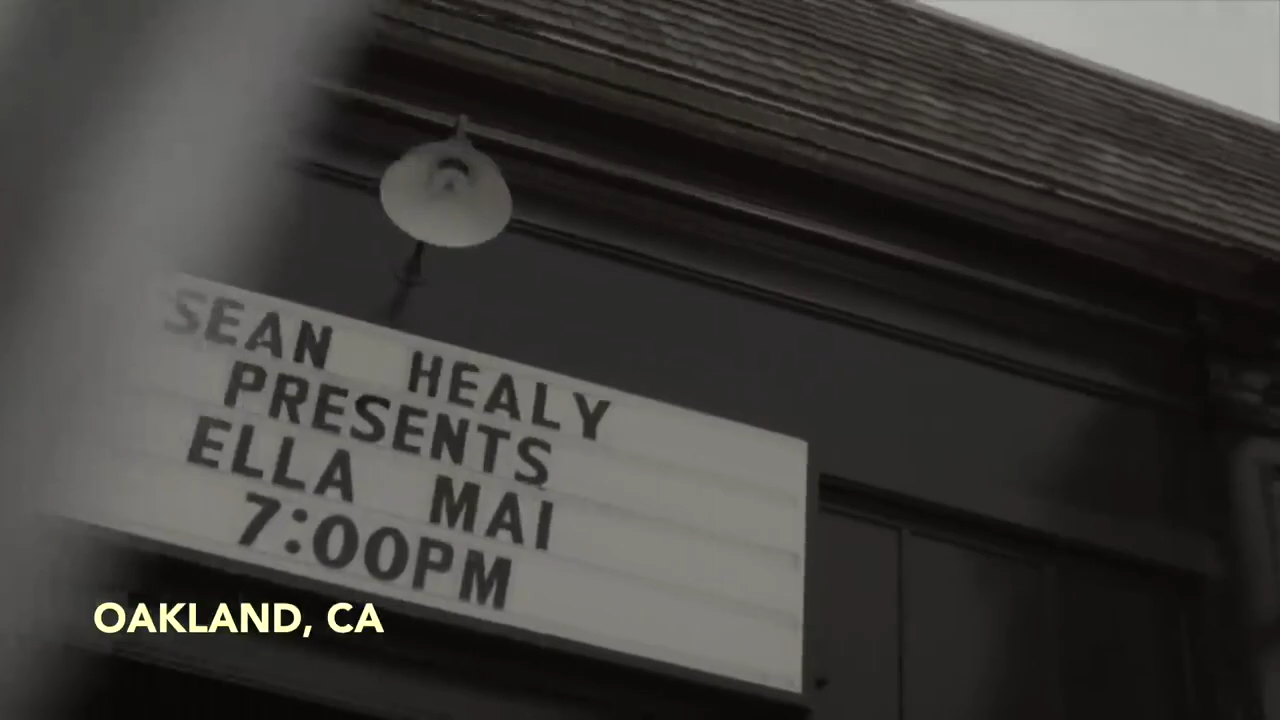 SEAN HEALY
PRESENTS
ELLA MAI
7:00PM
OAKLAND, CA